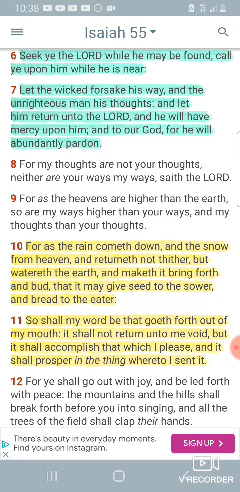 10:38
Isaiah 55
6 Seek ye the LORD while he may be found, call
ye upon him while he is near:
7 Let the wicked forsake his way, and the
unrighteous man his thoughts: and let
him return unto the LORD, and he will have
mercy upon him; and to our God, for he will
abundantly pardon.
8 For my thoughts are not your thoughts,
neither are your ways my ways, saith the LORD.
9 For as the heavens are higher than the earth,
so are my ways higher than your ways, and my
thoughts than your thoughts.
10 For as the rain cometh down, and the snow
from heaven, and returneth not thither, but
watereth the earth, and maketh it bring forth
and bud, that it may give seed to the sower,
and bread to the eater:
11 So shall my word be that goeth forth out of
my mouth: it shall not return unto me void, but
it shall accomplish that which I please, and it
shall prosper in the thing whereto I sent it.
12 For ye shall go out with joy, and be led forth
with peace: the mountains and the hills shall
break forth before you into singing, and all the
trees of the field shall clap their hands.
There's beauty in everyday moments.
Find yours on Instagram.
SIGN UP
VRECORDER